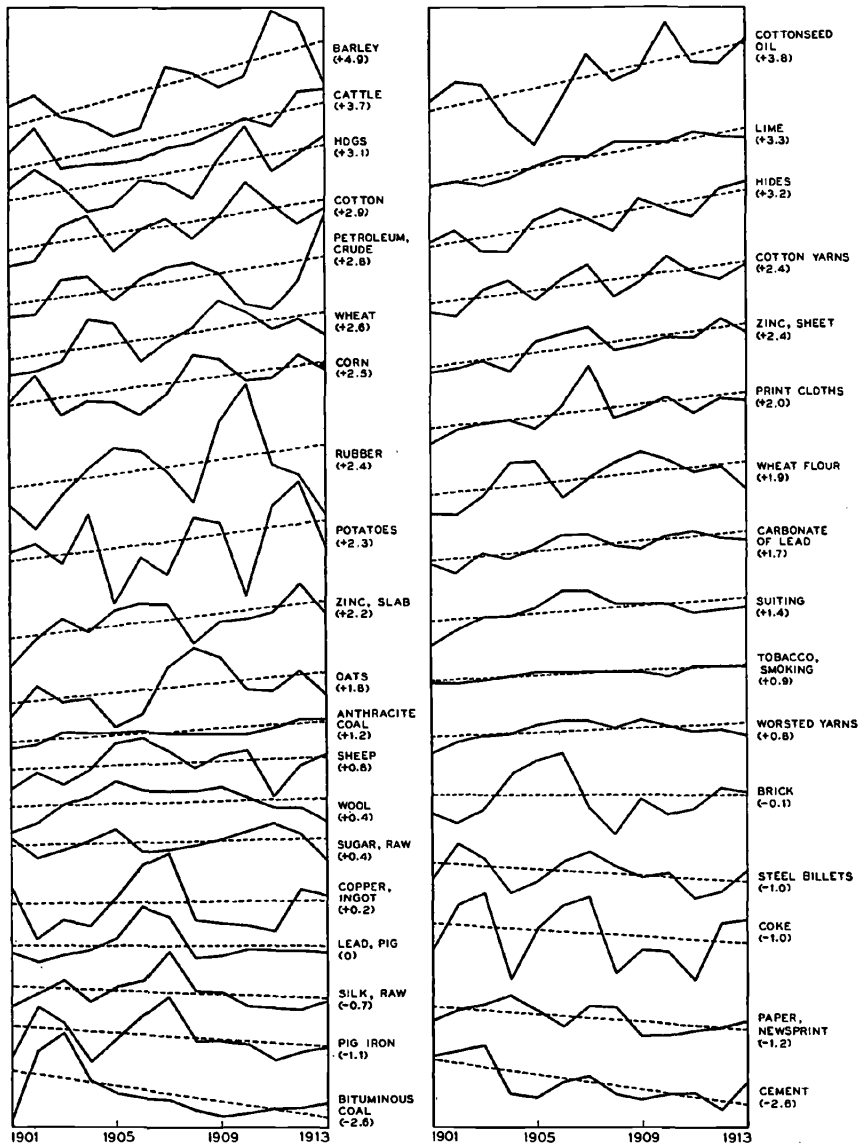 BARLEY
(+4.9)
CATTLE
(+3.7)
HOGS
(+3.1)
COTTON
(+2.9)
PETROLEUM,
CRUDE
(+2.8)
WHEAT
(+2.6)
CORN
(+2.5)
RUBBER
(+2.4)
POTATOES
(+2.3)
ZINC, SLAB
(+2.2)
OATS
(+1.8)
ANTHRACITE
COAL
(+1.2)
SHEEP
(+0.8)
WOOL
(+0.4)
SUGAR, RAW
(+0.4)
COPPER,
INGOT
(+0.2)
LEAD, PIG
(0)
SILK, RAW
(-0.7)
PIG IRON
(-1.1)
BITUMINOUS
COAL
(-2.6)
1901 1905 1909 1913
COTTONSEED
OIL
(+3.8)
LIME
(+3.3)
HIDES
(+3.2)
COTTON YARNS
(+2.4)
ZINC, SHEET
(+2.4)
PRINT CLOTHS
(+2.0)
WHEAT FLOUR
(+1.9)
CARBONATE
OF LEAD
(+1.7)
SUITING
(+1.4)
TOBACCO,
SMOKING
(+0.9)
WORSTED YARNS
(+0.8)
BRICK
(-0.1)
STEEL BILLETS
(-1.0)
COKE
(-1.0)
PAPER,
NEWSPRINT
(-1.2)
CEMENT
(-2.6)
1901 1905 1909 1913